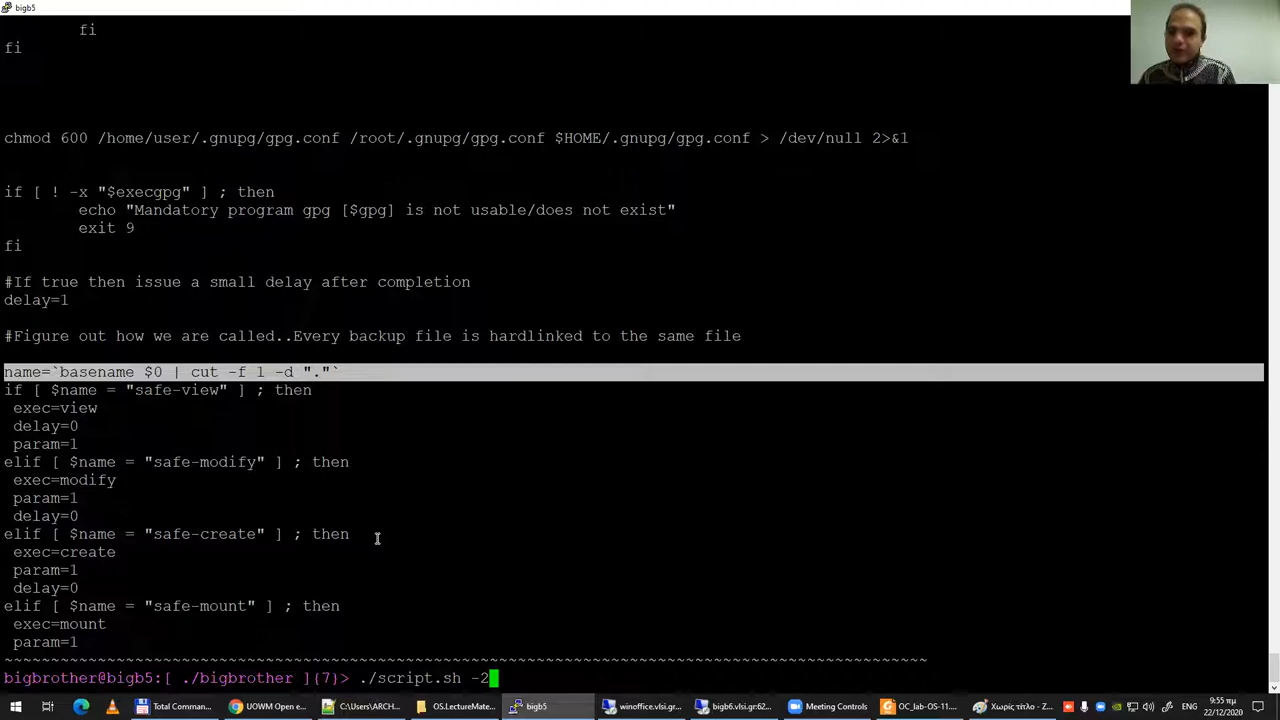 bigb5
fi
fi
chmod 600 /home/user/.gnupg/gpg.conf /root/.gnupg/gpg.conf $HOME/.gnupg/gpg.conf > /dev/null 2>&1
if [ ! -x "$execgpg" ] ; then
echo "Mandatory program gpg [$gpg] is not usable/does not exist"
exit 9
fi
#If true then issue a small delay after completion
delay=1
#Figure out how we are called..Every backup file is hardlinked to the same file
name=`basename $0 | cut -f 1 -d "."`
if [ $name = "safe-view" ] ; then
exec=view
delay=0
param=1
elif [ $name = "safe-modify" ] ; then
exec=modify
param=1
delay=0
elif [ $name = "safe-create" ] ; then
exec=create
param=1
delay=0
elif [ $name = "safe-mount" ] ; then
exec=mount
param=1
~~~~~~~~~~~~~~~~~~~~~~~~~~~~~~~~~~~~~~~~~~~~~~~~~~~~~~~~~~~~~~~~~~~~~~~~~~~~~~~~~~~~~~~~~~~~~~~~~~~
bigbrother@bigb5:[ ./bigbrother ]{7}> ./script.sh -2
Total Comman... UOWM Open e... C:\Users\ARCH... OS.LectureMate... bigb5 winoffice.vlsi.gr... bigb6.vlsi.gr:62... Meeting Controls OC_lab-OS-11.... Χωρίς τίτλο - Ζ... ENG 9:55 πμ
22/12/2020